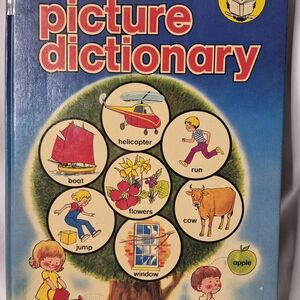 picture
dictionary
helicopter
boat
run
flowers
jump
cow
window
apple